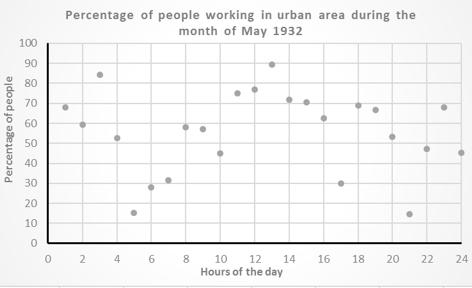 Percentage of people working in urban area during the
month of May 1932
100
90
80
70
60
50
40
30
20
10
0
Percentage of people
0 2 4 6 8 10 12 14 16 18 20 22 24
Hours of the day